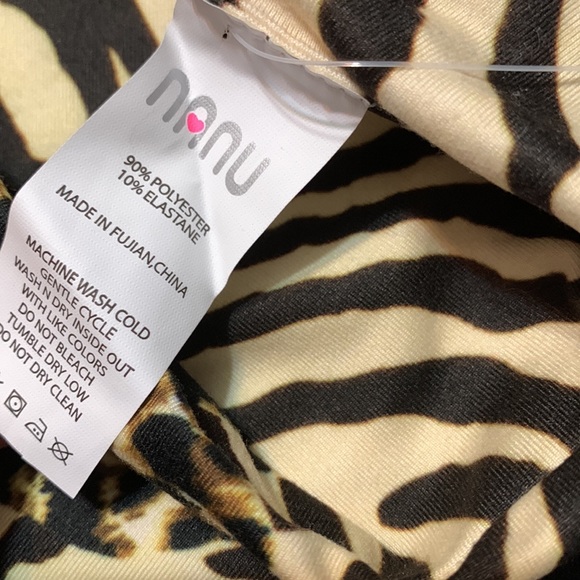 nanu
90% POLYESTER
10% ELASTANE
MADE IN FUJIAN,CHINA
MACHINE WASH COLD
GENTLE CYCLE
WASH N DRY INSIDE OUT
WITH LIKE COLORS
DO NOT BLEACH
TUMBLE DRY LOW
DO NOT DRY CLEAN